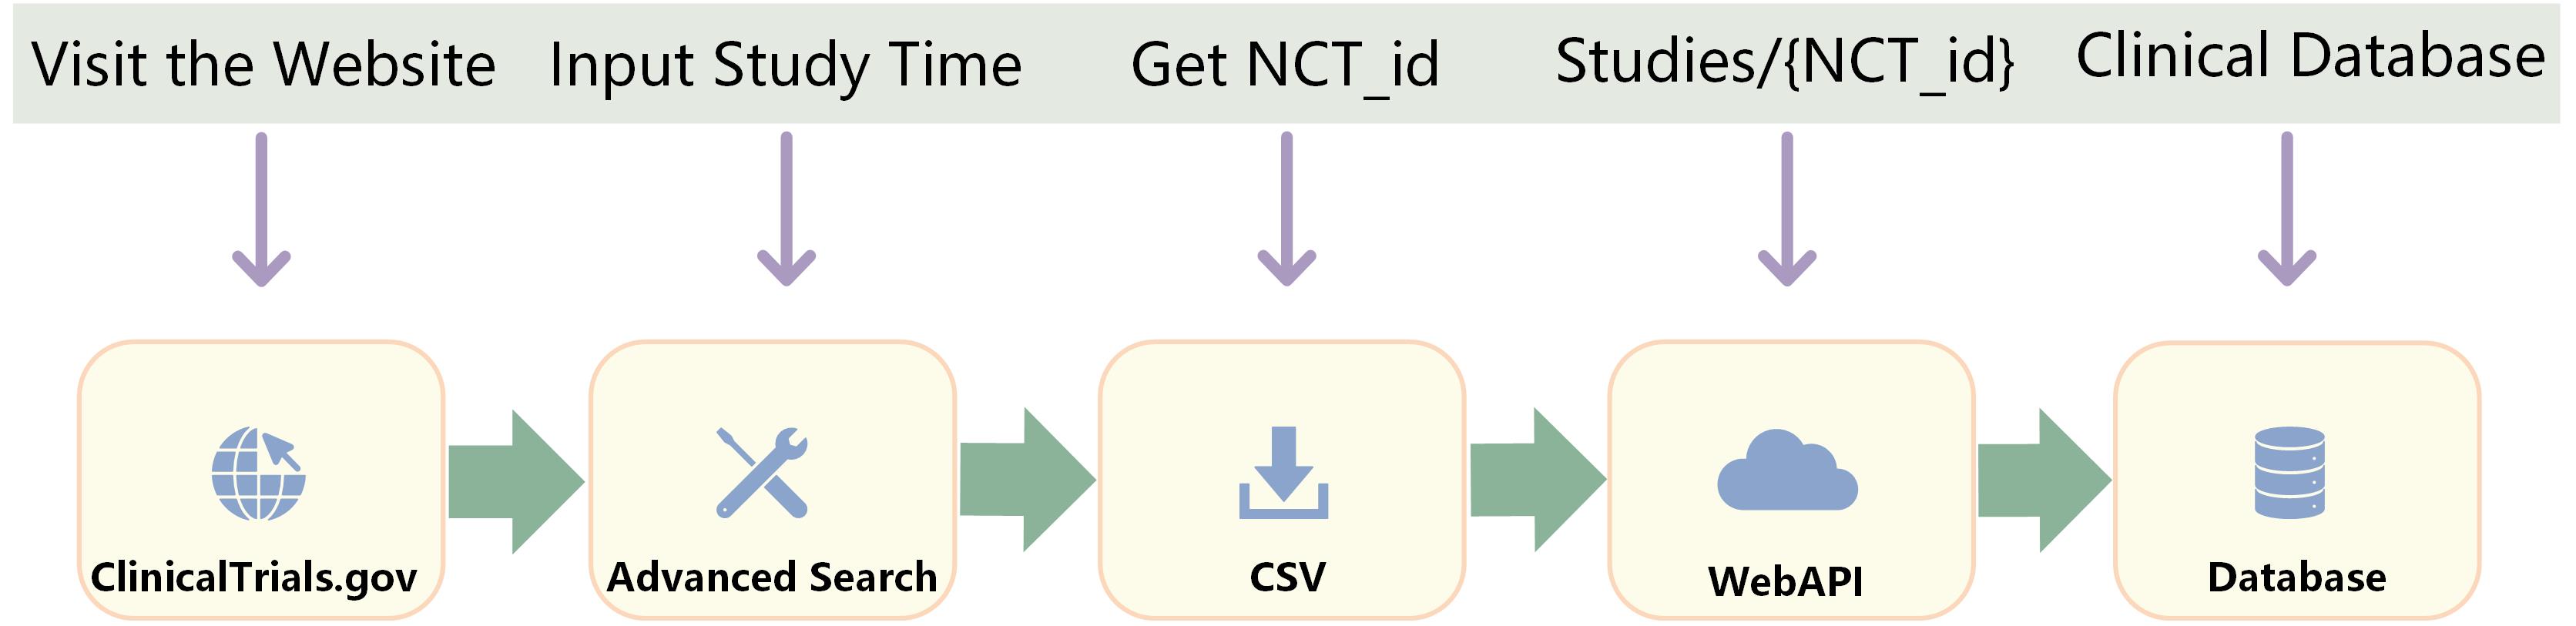 Visit the Website
Input Study Time
Get NCT_id
Studies/{NCT_id}
Clinical Database
ClinicalTrials.gov
Advanced Search
CSV
WebAPI
Database